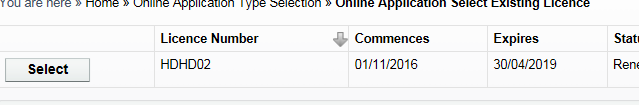 You are here » Home » Online Application Type Selection » Online Application Select Existing Licence
Licence Number Commences Expires
Select HDHD02 01/11/2016 30/04/2019